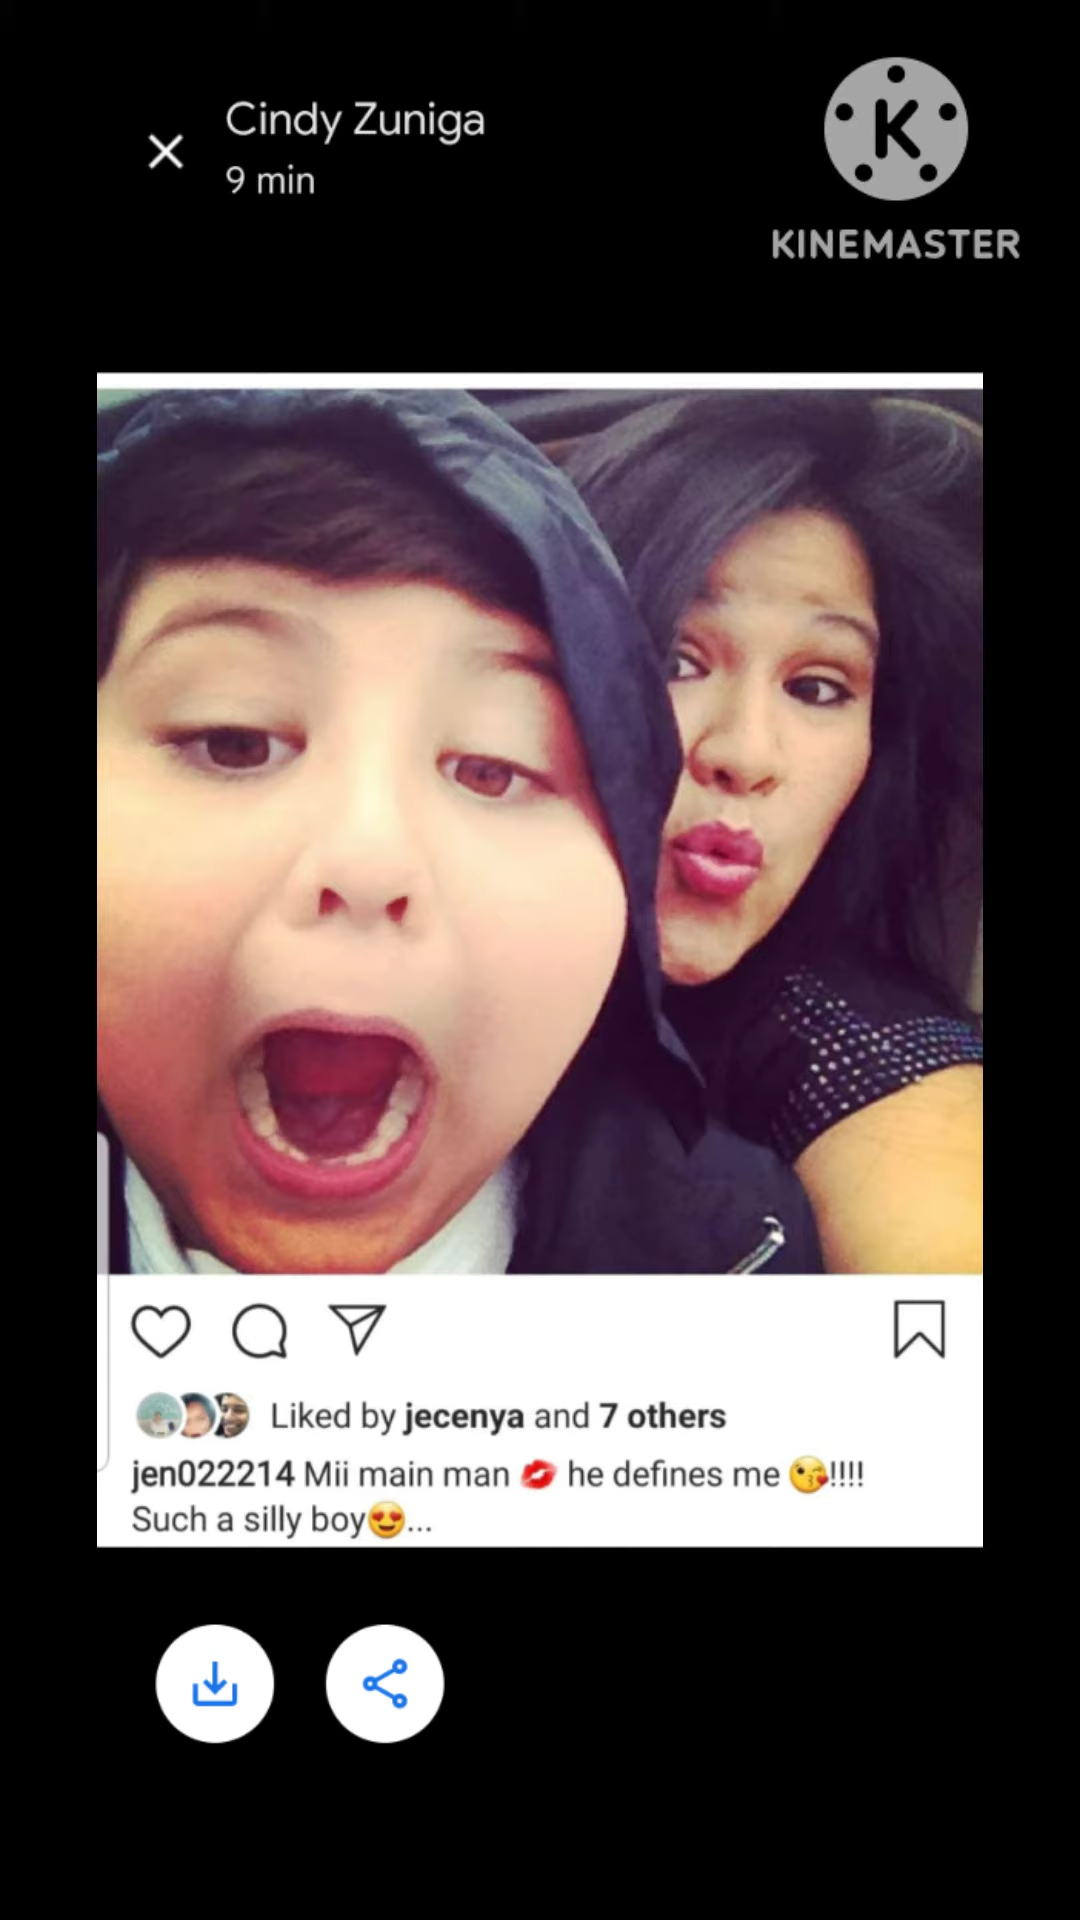 Cindy Zuniga
9 min
K
KINEMASTER
Liked by jecenya and 7 others
jen022214 Mii main man 💋 he defines me 😘!!!!
Such a silly boy😍...